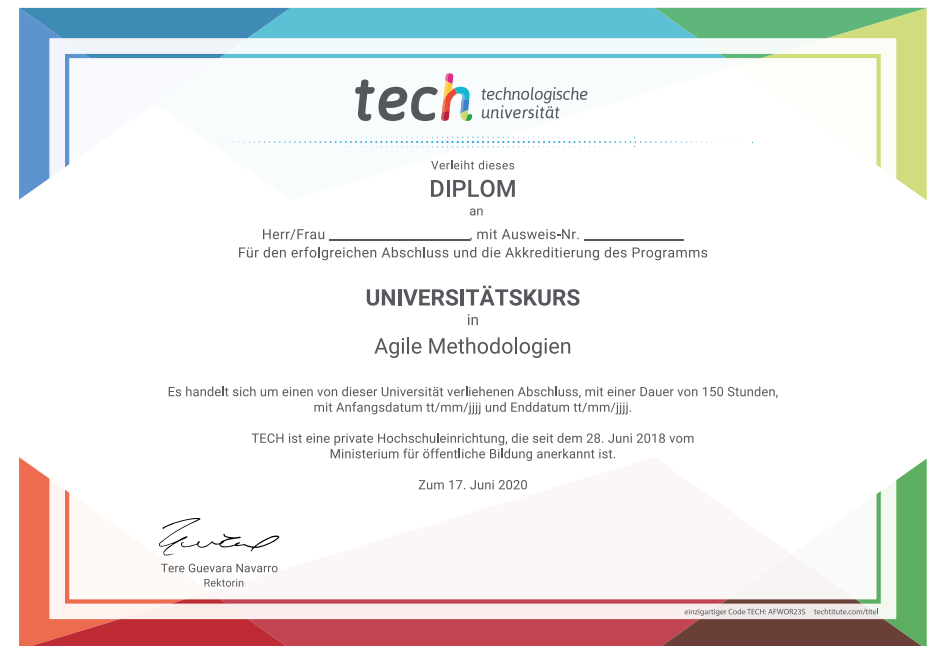 tech technologische
universität
Verleiht dieses
DIPLOM
an
Herr/Frau ________________, mit Ausweis-Nr. ________________
Für den erfolgreichen Abschluss und die Akkreditierung des Programms
UNIVERSITÄTSKURS
in
Agile Methodologien
Es handelt sich um einen von dieser Universität verliehenen Abschluss, mit einer Dauer von 150 Stunden,
mit Anfangsdatum tt/mm/jjjj und Enddatum tt/mm/jjjj.
TECH ist eine private Hochschuleinrichtung, die seit dem 28. Juni 2018 vom
Ministerium für öffentliche Bildung anerkannt ist.
Zum 17. Juni 2020
Tere Guevara Navarro
Rektorin
einzigartiger Code TECH: AFWOR23S techtitute.com/titel